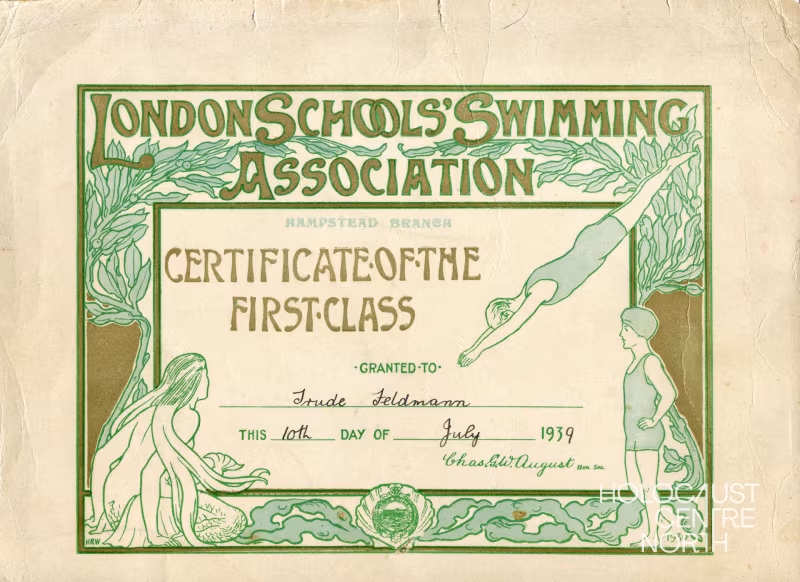 LONDON SCHOOLS' SWIMMING
ASSOCIATION
HAMPSTEAD BRANCH
CERTIFICATE·OF·THE
FIRST·CLASS
·GRANTED·TO·
Trude Feldmann
THIS 10th DAY OF July 1939
Chas. G. W. August Hon. Sec.
HRW
HOLOCAUST
CENTRE
NORTH